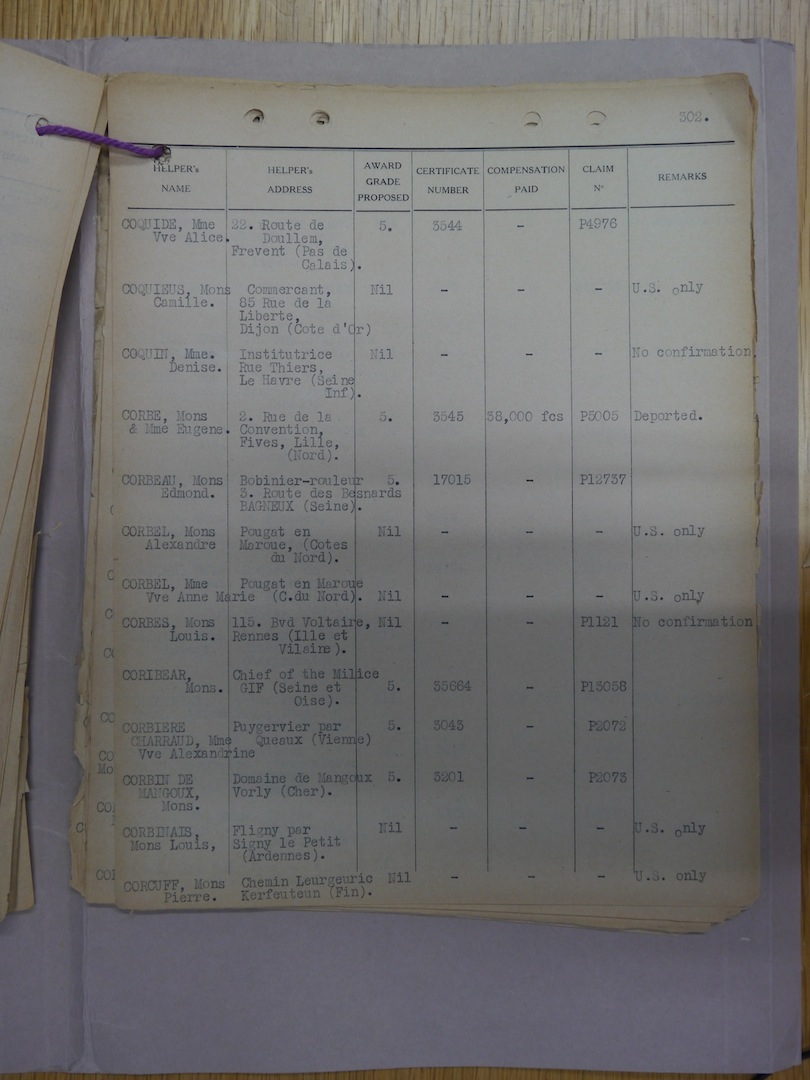 302.
HELPER's NAME HELPER's ADDRESS AWARD GRADE PROPOSED CERTIFICATE NUMBER COMPENSATION PAID CLAIM N° REMARKS
COQUIDE, Mme 22. Route de 5. 3544 - P4976
Vve Alice. Doullem,
Frevent (Pas de
Calais).
COQUIEUS, Mons Commercant, Nil - - - U.S. only
Camille. 85 Rue de la
Liberte,
Dijon (Cote d'Or)
COQUIN, Mme. Institutrice Nil - - - No confirmation.
Denise. Rue Thiers,
Le Havre (Seine
Inf).
CORBE, Mons 2. Rue de la 5. 3545 38,000 fcs P5005 Deported.
& Mme Eugene. Convention,
Fives, Lille,
(Nord).
CORBEAU, Mons Bobinier-rouleur 5. 17015 - P12737
Edmond. 3. Route des Besnards
BAGNEUX (Seine).
CORBEL, Mons Pougat en Nil - - - U.S. only
Alexandre Maroue, (Cotes
du Nord).
CORBEL, Mme Pougat en Maroue
Vve Anne Marie (C.du Nord). Nil - - - U.S. only
CORBES, Mons 115. Bvd Voltaire, Nil - - P1121 No confirmation
Louis. Rennes (Ille et
Vilaine).
CORIBEAR, Chief of the Milice
Mons. GIF (Seine et 5. 35664 - P13058
Oise).
CORBIERE Puygervier par 5. 3043 - P2072
CHARRAUD, Mme Queaux (Vienne)
Vve Alexandrine
CORBIN DE Domaine de Mangoux 5. 3201 - P2073
MANGOUX, Vorly (Cher).
Mons.
CORBINAIS, Fligny par Nil - - - U.S. only
Mons Louis, Signy le Petit
(Ardennes).
CORCUFF, Mons Chemin Leurgeuric Nil - - - U.S. only
Pierre. Kerfeuteun (Fin).